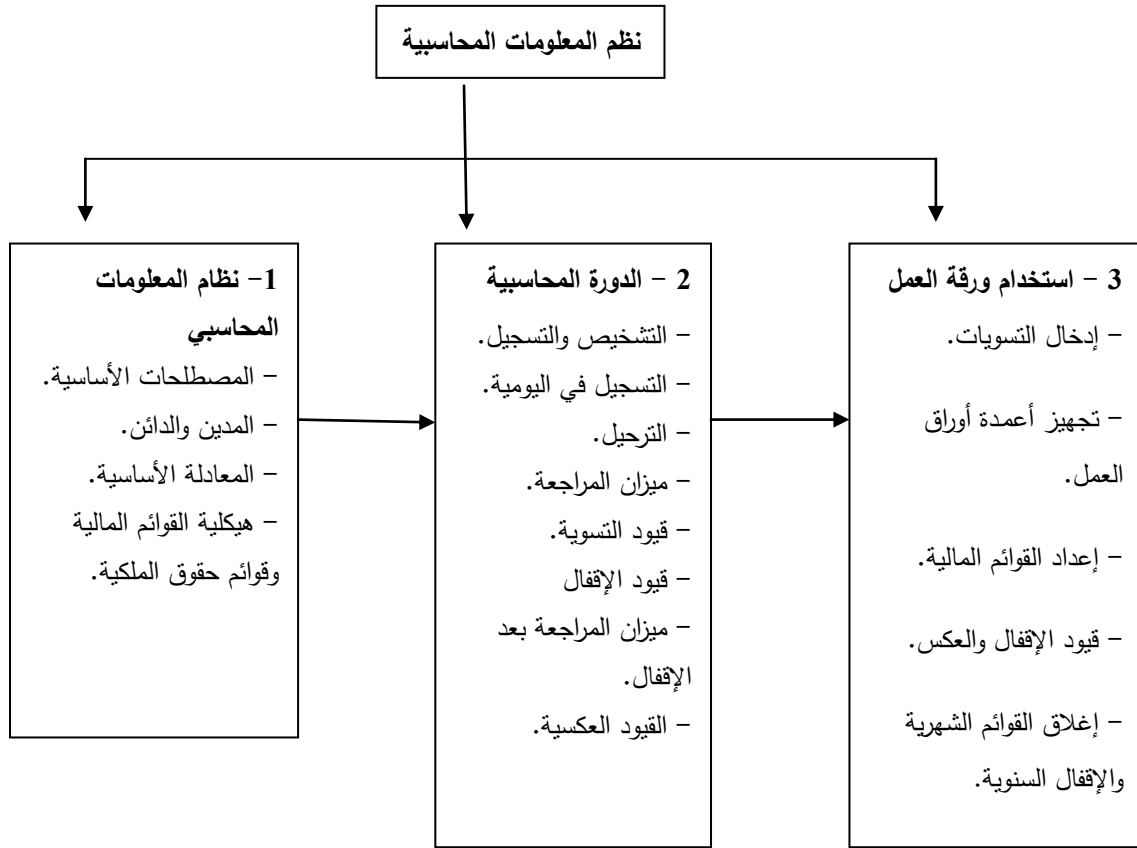 نظم المعلومات المحاسبية
1- نظام المعلومات
المحاسبي
- المصطلحات الأساسية.
- المدين والدائن.
- المعادلة الأساسية.
- هيكلية القوائم المالية
وقوائم حقوق الملكية.
2 - الدورة المحاسبية
- التشخيص والتسجيل.
- التسجيل في اليومية.
- الترحيل.
- ميزان المراجعة.
- قيود التسوية.
- قيود الإقفال
- ميزان المراجعة بعد
الإقفال.
- القيود العكسية.
3 - استخدام ورقة العمل
- إدخال التسويات.
- تجهيز أعمدة أوراق
العمل.
- إعداد القوائم المالية.
- قيود الإقفال والعكس.
- إغلاق القوائم الشهرية
والإقفال السنوية.